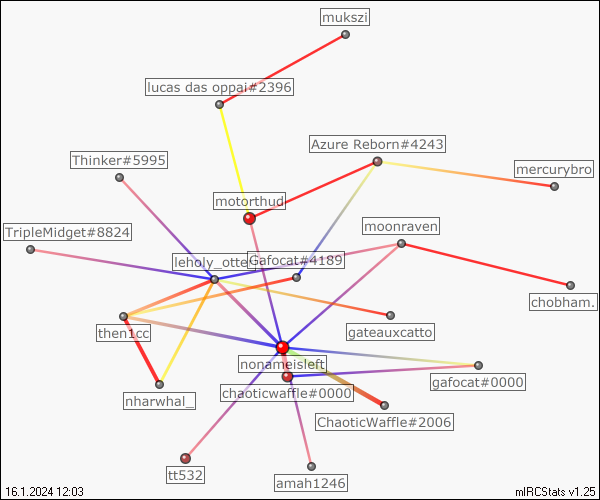 mukszi
lucas das oppai#2396
Azure Reborn#4243
Thinker#5995
mercurybro
motorthud
moonraven
TripleMidget#8824
leholy_otter
Gafocat#4189
chobham.
then1cc
gateauxcatto
nonameisleft
gafocat#0000
chaoticwaffle#0000
nharwhal_
ChaoticWaffle#2006
tt532
amah1246
16.1.2024 12:03
mIRCStats v1.25